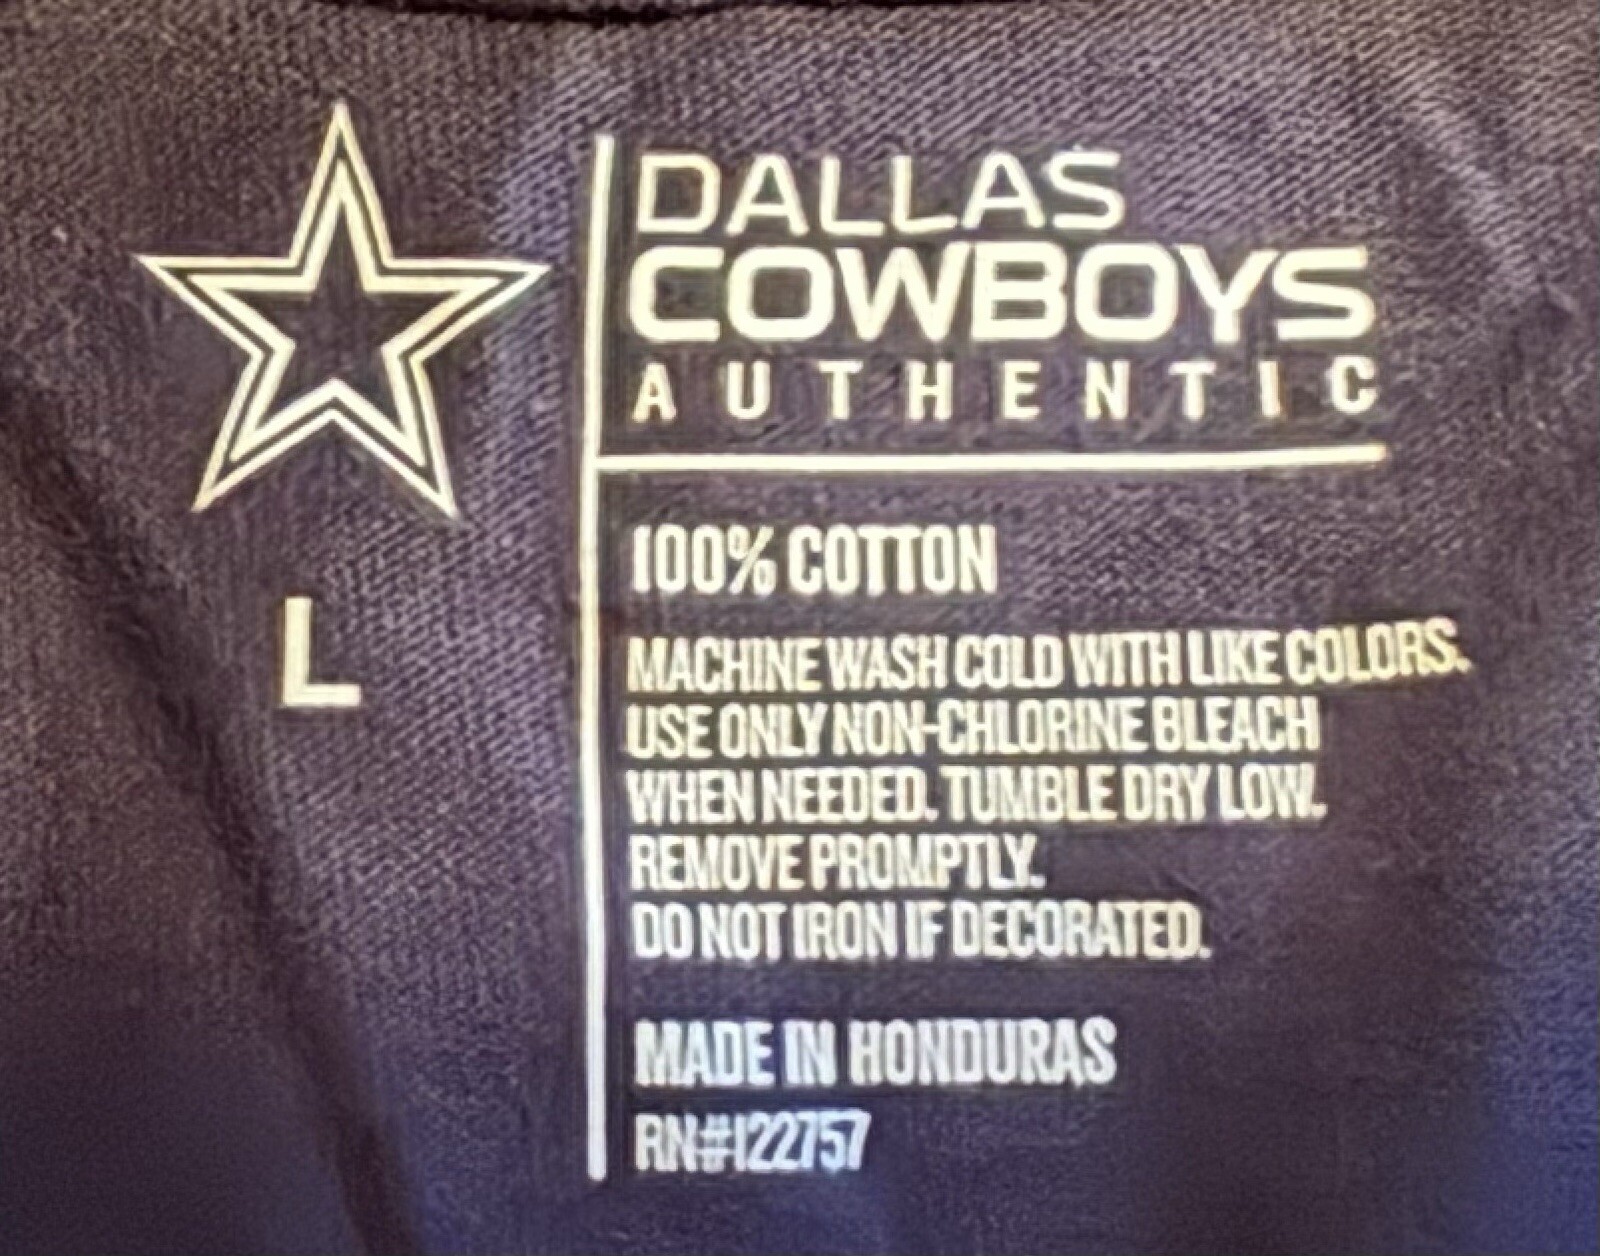 DALLAS
COWBOYS
AUTHENTIC
L
100% COTTON
MACHINE WASH COLD WITH LIKE COLORS.
USE ONLY NON-CHLORINE BLEACH
WHEN NEEDED. TUMBLE DRY LOW.
REMOVE PROMPTLY.
DO NOT IRON IF DECORATED.
MADE IN HONDURAS
RN#122757